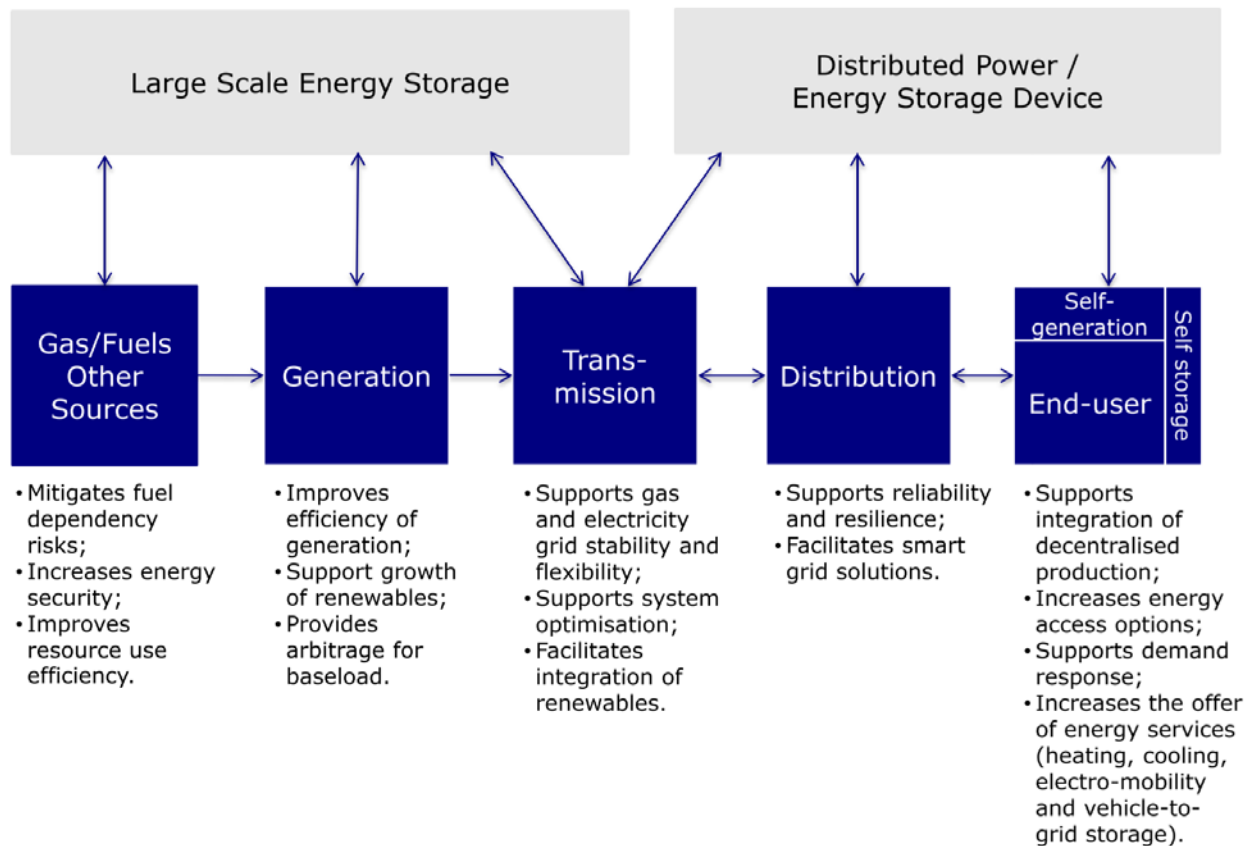 Large Scale Energy Storage
Distributed Power /
Energy Storage Device
Gas/Fuels
Other
Sources
Generation
Trans-
mission
Distribution
Self-
generation
End-user
Self storage
• Mitigates fuel
dependency
risks;
• Increases energy
security;
• Improves
resource use
efficiency.
• Improves
efficiency of
generation;
• Support growth
of renewables;
• Provides
arbitrage for
baseload.
• Supports gas
and electricity
grid stability and
flexibility;
• Supports system
optimisation;
• Facilitates
integration of
renewables.
• Supports reliability
and resilience;
• Facilitates smart
grid solutions.
• Supports
integration of
decentralised
production;
• Increases energy
access options;
• Supports demand
response;
• Increases the offer
of energy services
(heating, cooling,
electro-mobility
and vehicle-to-
grid storage).